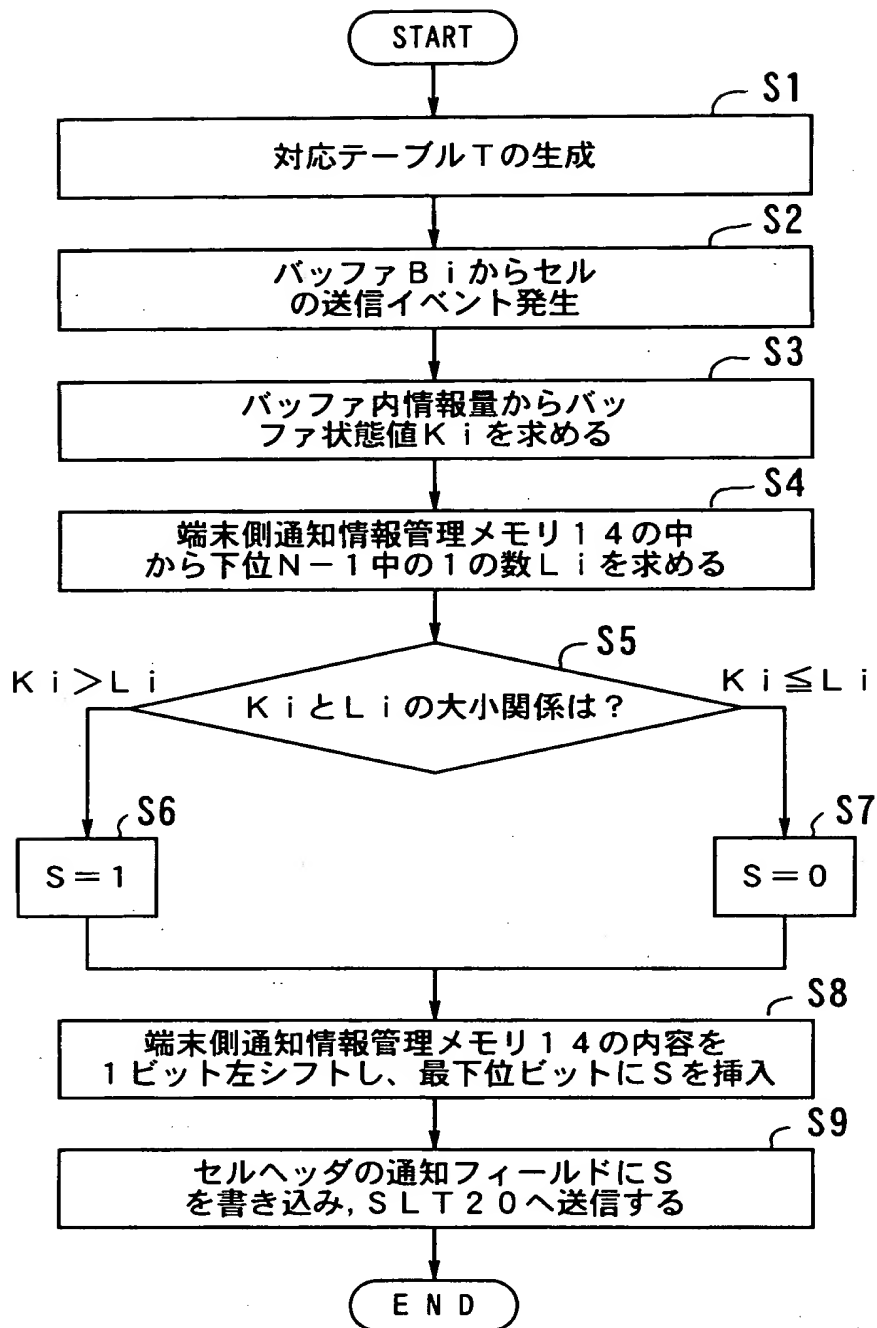 START
S1
対応テーブルTの生成
S2
バッファBiからセル
の送信イベント発生
S3
バッファ内情報量からバッ
ファ状態値Kiを求める
S4
端末側通知情報管理メモリ14の中
から下位N-1中の1の数Liを求める
S5
Ki>Li
KiとLiの大小関係は?
Ki≦Li
S6
S=1
S7
S=0
S8
端末側通知情報管理メモリ14の内容を
1ビット左シフトし、最下位ビットにSを挿入
S9
セルヘッダの通知フィールドにS
を書き込み,SLT20へ送信する
END